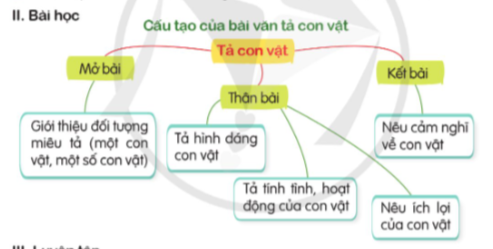 II. Bài học
Cấu tạo của bài văn tả con vật
Tả con vật
Mở bài
Kết bài
Thân bài
Giới thiệu đối tượng
miêu tả (một con
vật, một số con vật)
Tả hình dáng
con vật
Nêu cảm nghĩ
về con vật
Tả tính tình, hoạt
động của con vật
Nêu ích lợi
của con vật